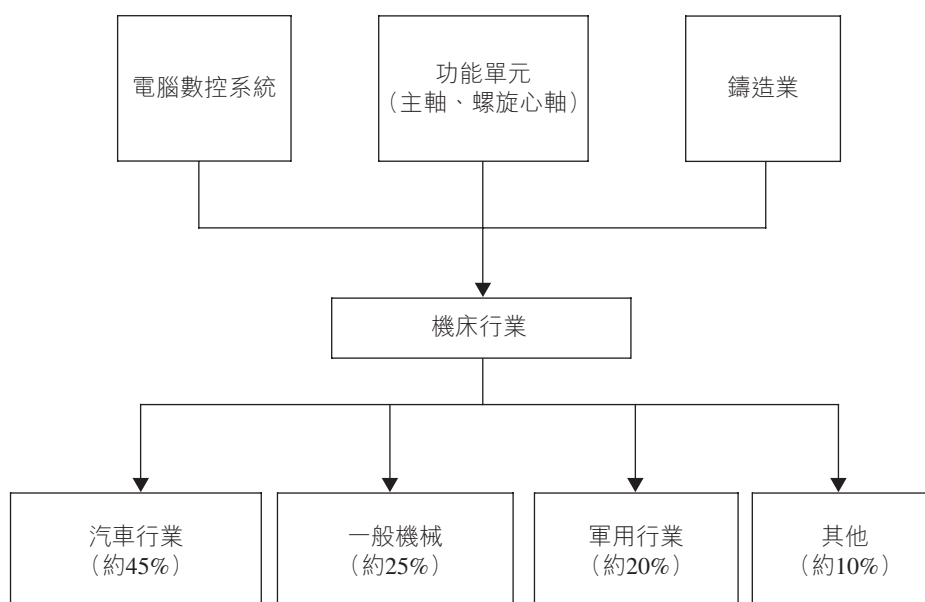 電腦數控系統
功能單元
（主軸、螺旋心軸）
鑄造業
機床行業
汽車行業
（約45%）
一般機械
（約25%）
軍用行業
（約20%）
其他
（約10%）